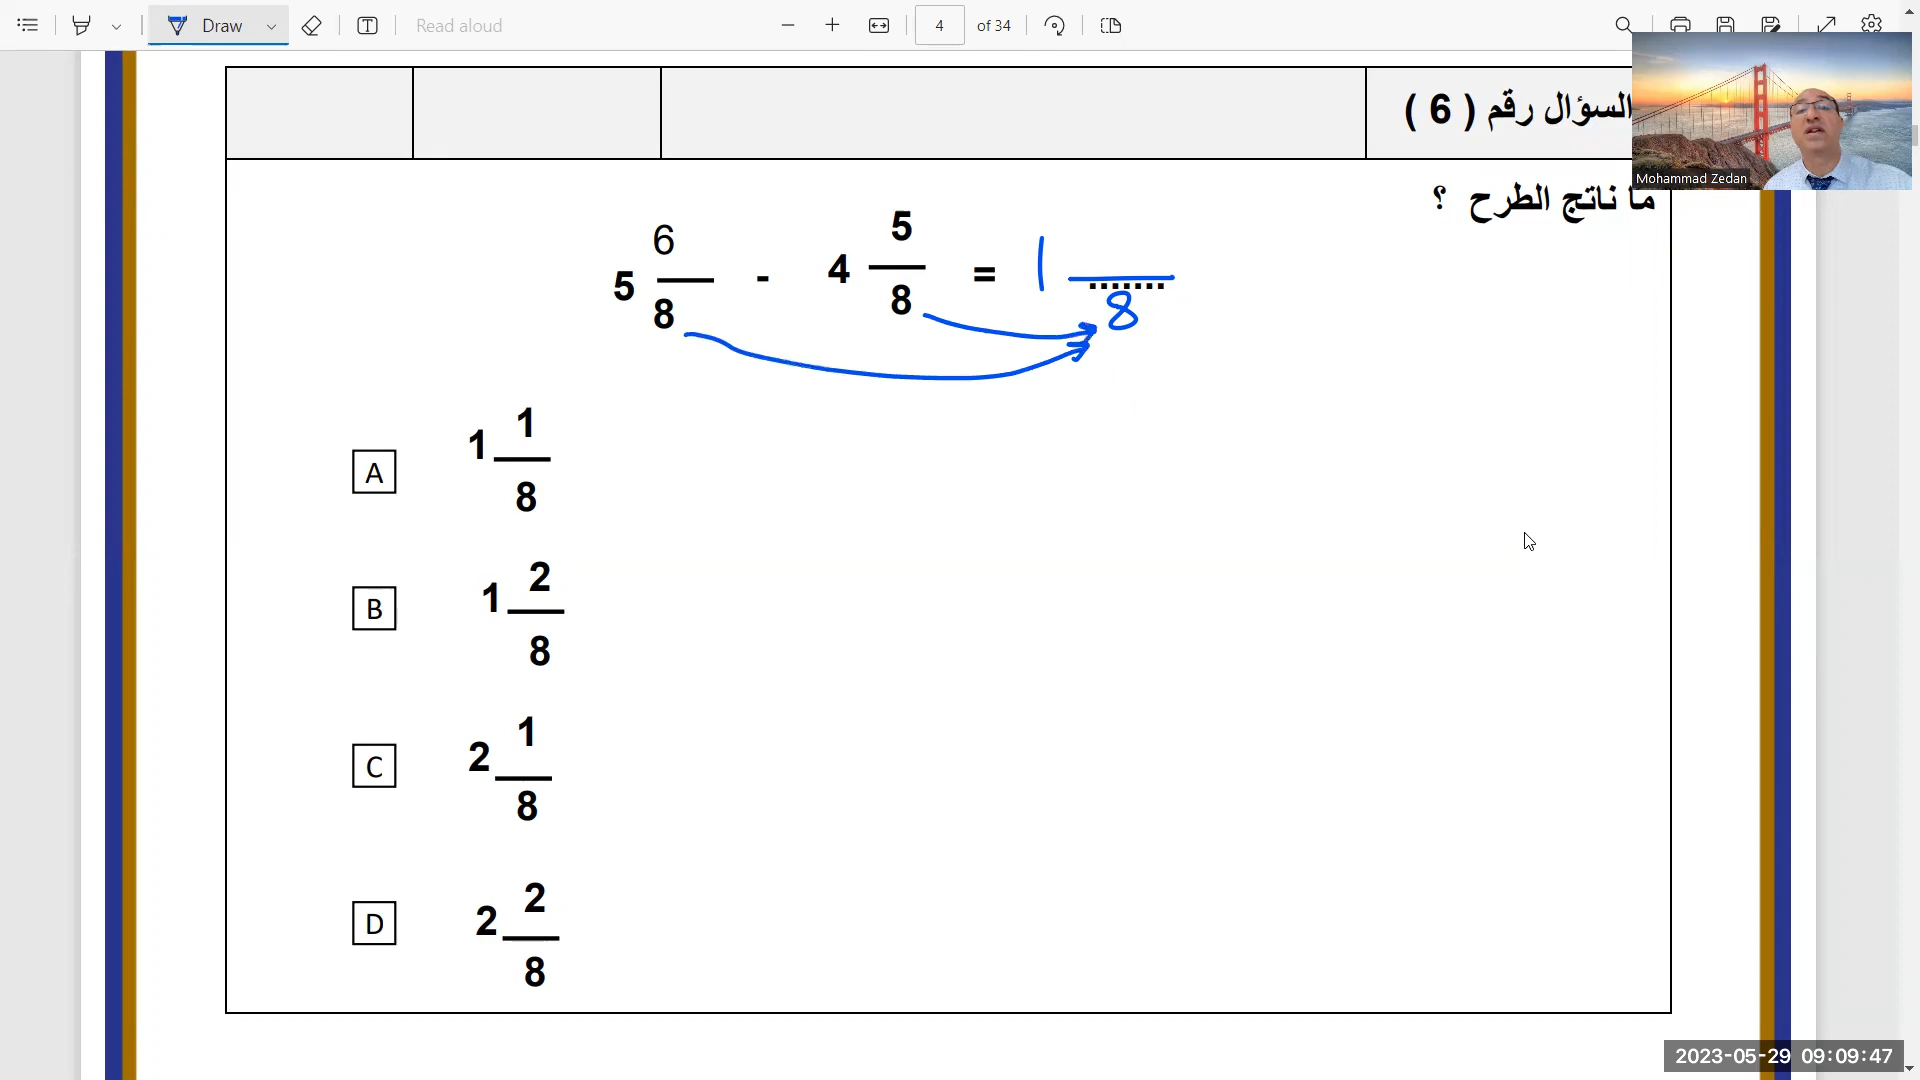 Draw
Read aloud
4 of 34
السؤال رقم ( 6 )
Mohammad Zedan
ما ناتج الطرح ؟
5 6/8 - 4 5/8 = 1 ....... 8
A 1 1/8
B 1 2/8
C 2 1/8
D 2 2/8
2023-05-29 09:09:47